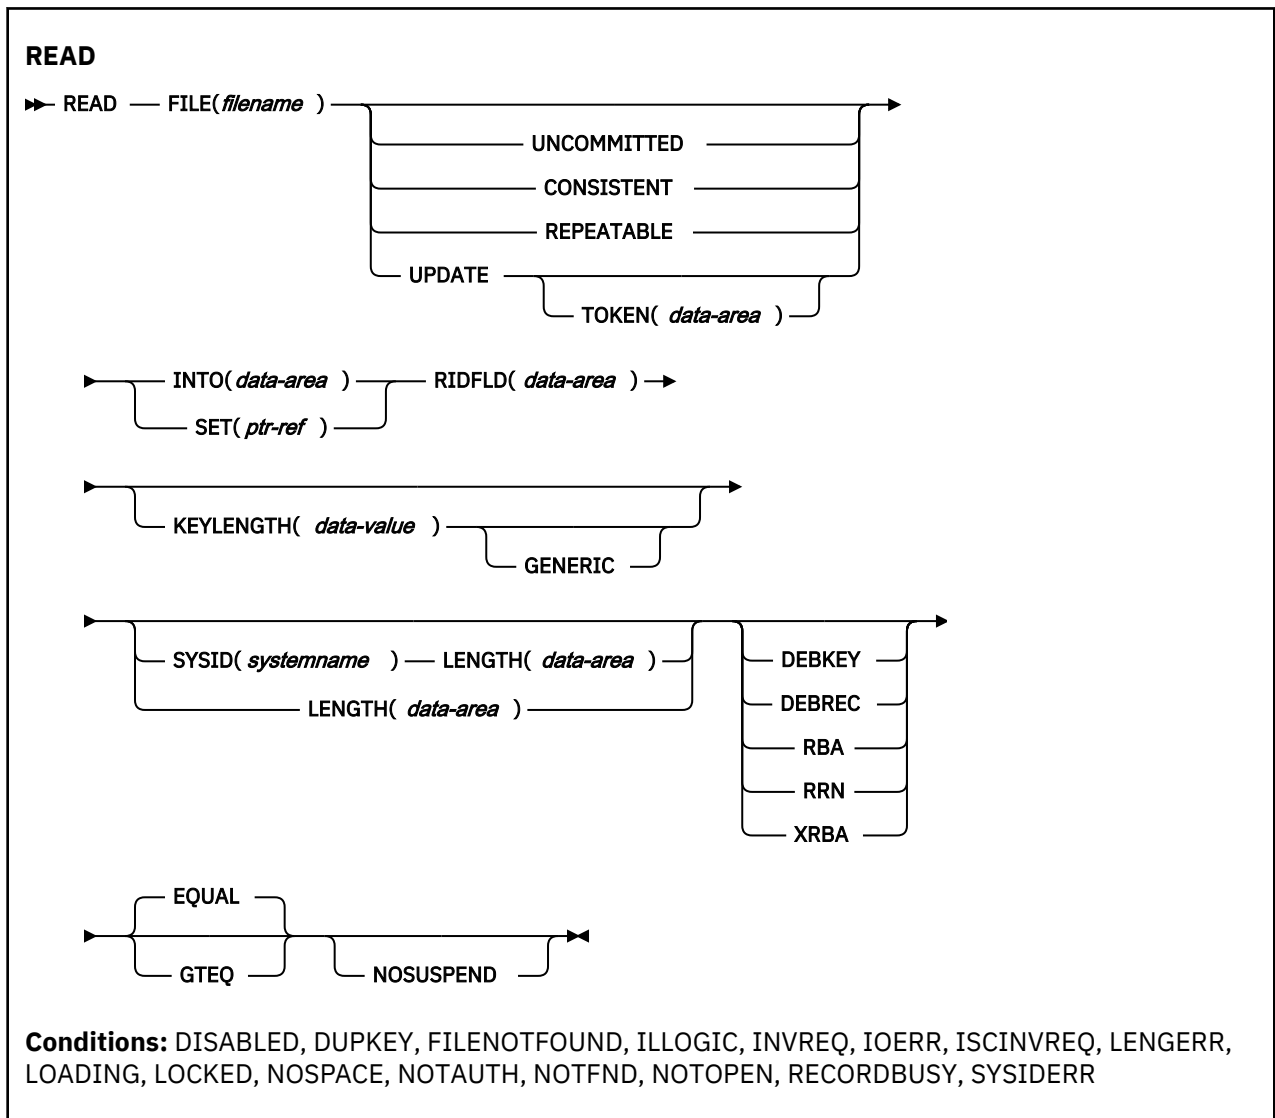 READ
READ FILE(filename )
UNCOMMITTED
CONSISTENT
REPEATABLE
UPDATE
TOKEN( data-area )
INTO( data-area ) RIDFLD( data-area )
SET( ptr-ref )
KEYLENGTH( data-value )
GENERIC
SYSID( systemname ) LENGTH( data-area )
DEBKEY
LENGTH( data-area )
DEBREC
RBA
RRN
XRBA
EQUAL
GTEQ
NOSUSPEND
Conditions: DISABLED, DUPKEY, FILENOTFOUND, ILLOGIC, INVREQ, IOERR, ISCINVREQ, LENGERR,
LOADING, LOCKED, NOSPACE, NOTAUTH, NOTFND, NOTOPEN, RECORDBUSY, SYSIDERR